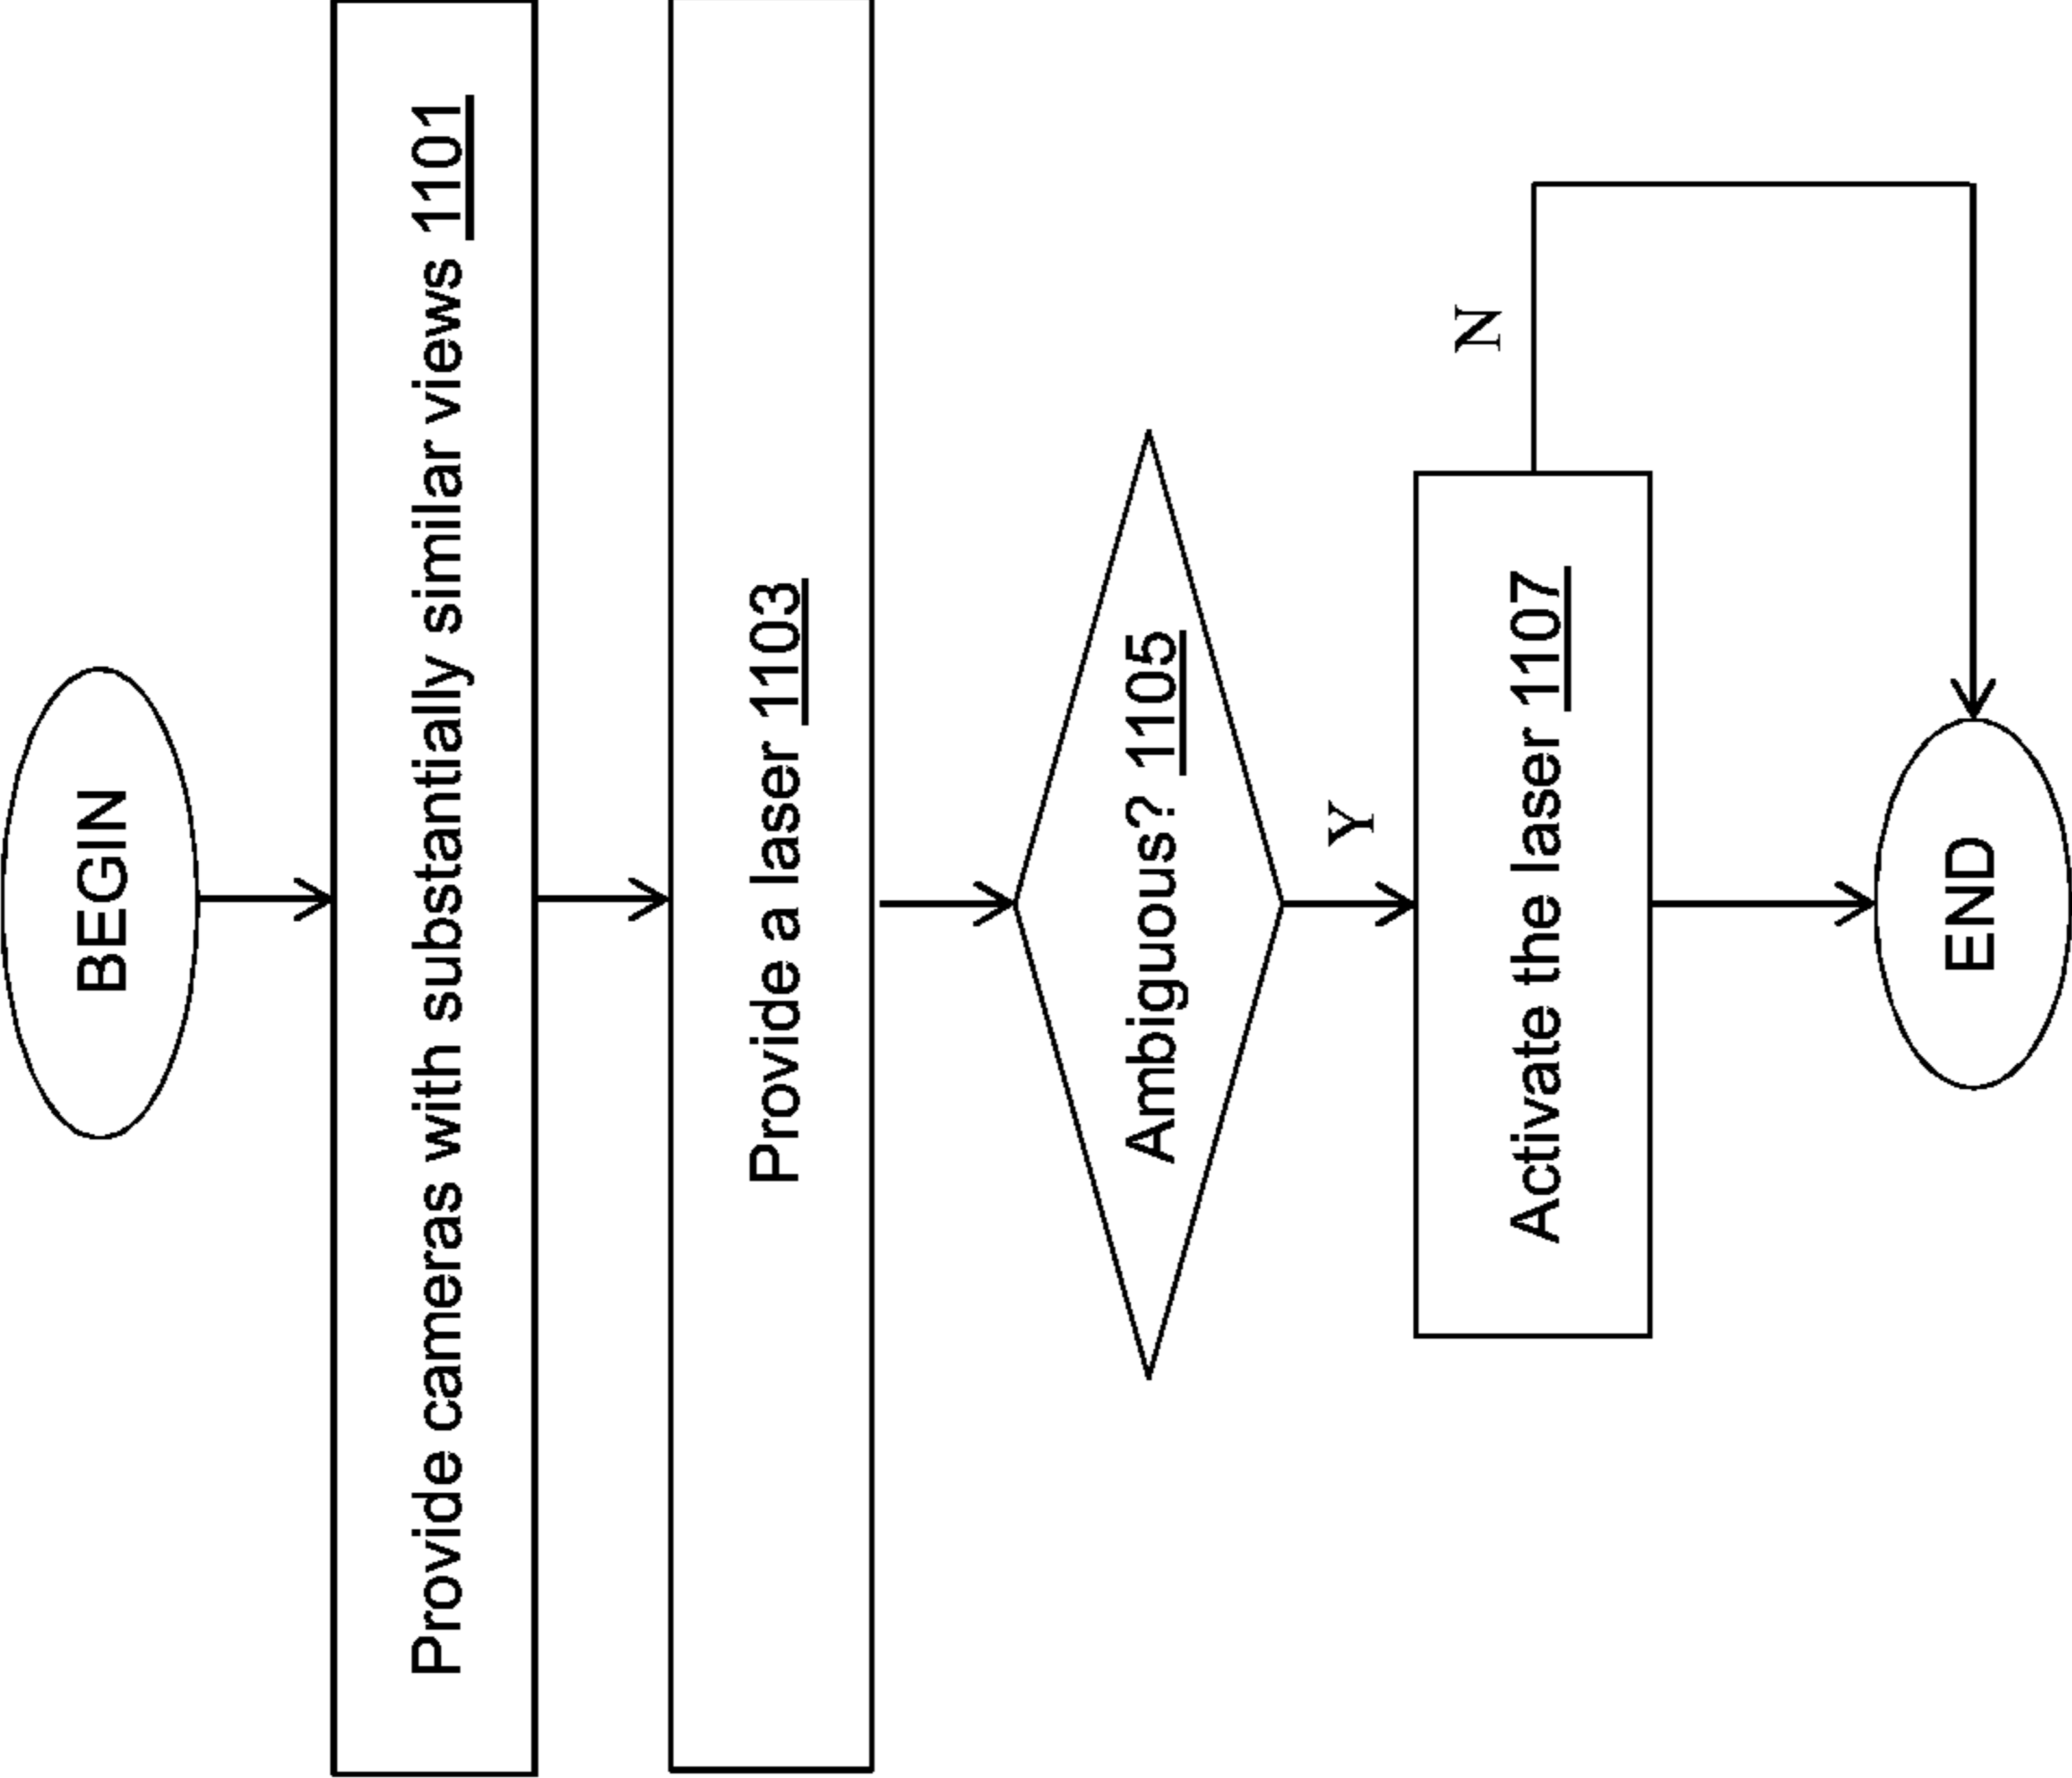 BEGIN
Provide cameras with substantially similar views 1101
Provide a laser 1103
Ambiguous? 1105
Y
N
Activate the laser 1107
END